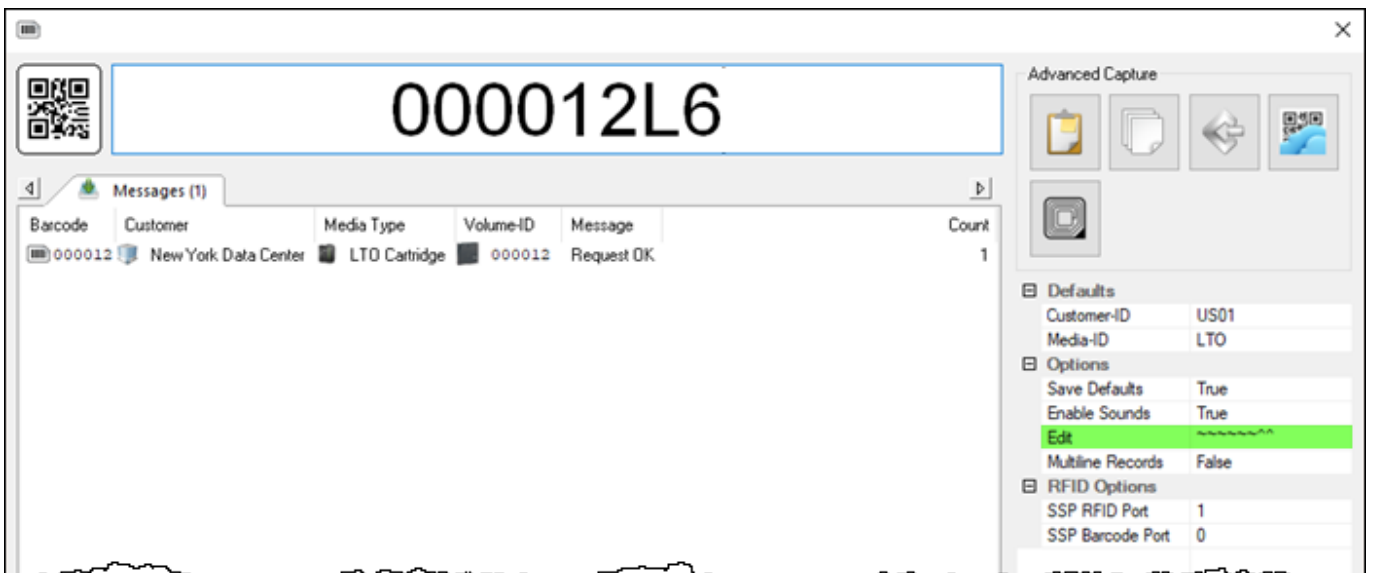 000012L6
Advanced Capture
Messages (1)
Barcode Customer Media Type Volume-ID Message Count
000012 New York Data Center LTO Cartridge 000012 Request OK 1
Defaults
Customer-ID US01
Media-ID LTO
Options
Save Defaults True
Enable Sounds True
Edit ~~~~~~^^
Multiline Records False
RFID Options
SSP RFID Port 1
SSP Barcode Port 0